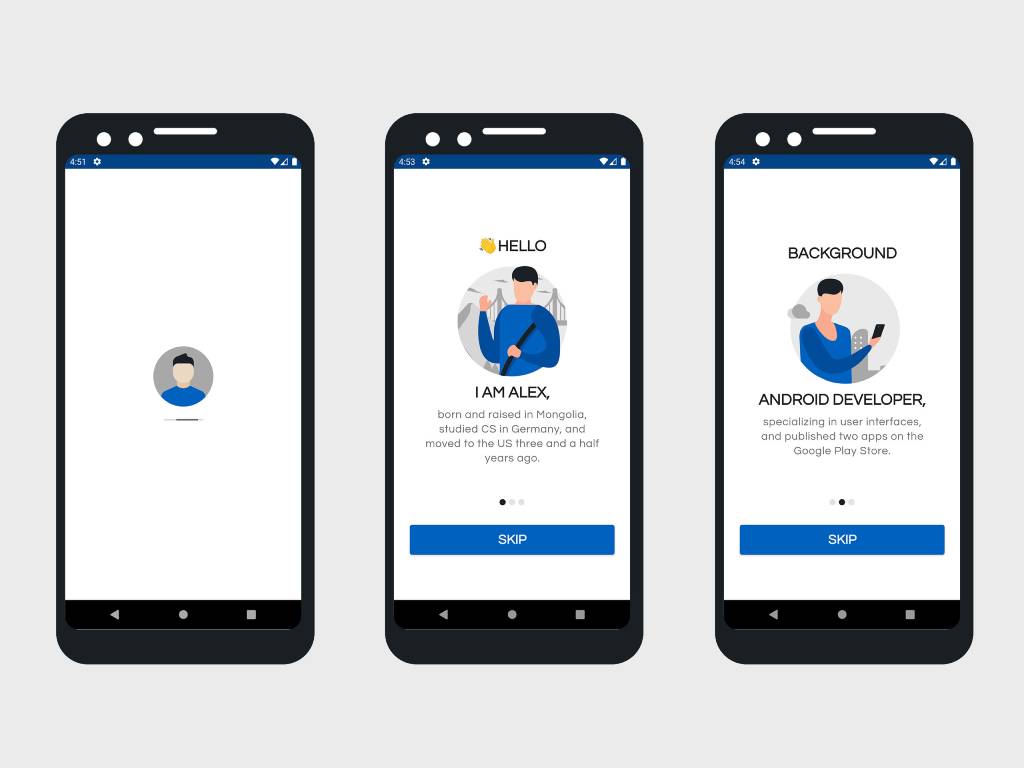 4:51
4:53
👋 HELLO
I AM ALEX,
born and raised in Mongolia,
studied CS in Germany, and
moved to the US three and a half
years ago.
SKIP
4:54
BACKGROUND
ANDROID DEVELOPER,
specializing in user interfaces,
and published two apps on the
Google Play Store.
SKIP